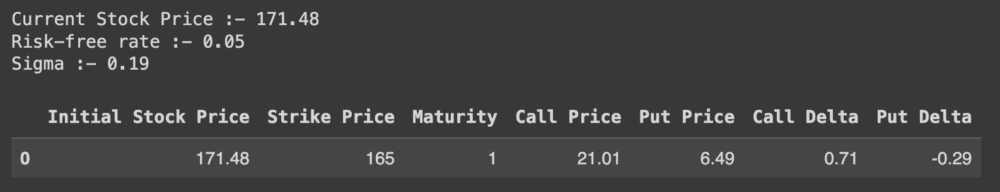 Current Stock Price :- 171.48
Risk-free rate :- 0.05
Sigma :- 0.19
Initial Stock Price Strike Price Maturity Call Price Put Price Call Delta Put Delta
0 171.48 165 1 21.01 6.49 0.71 -0.29